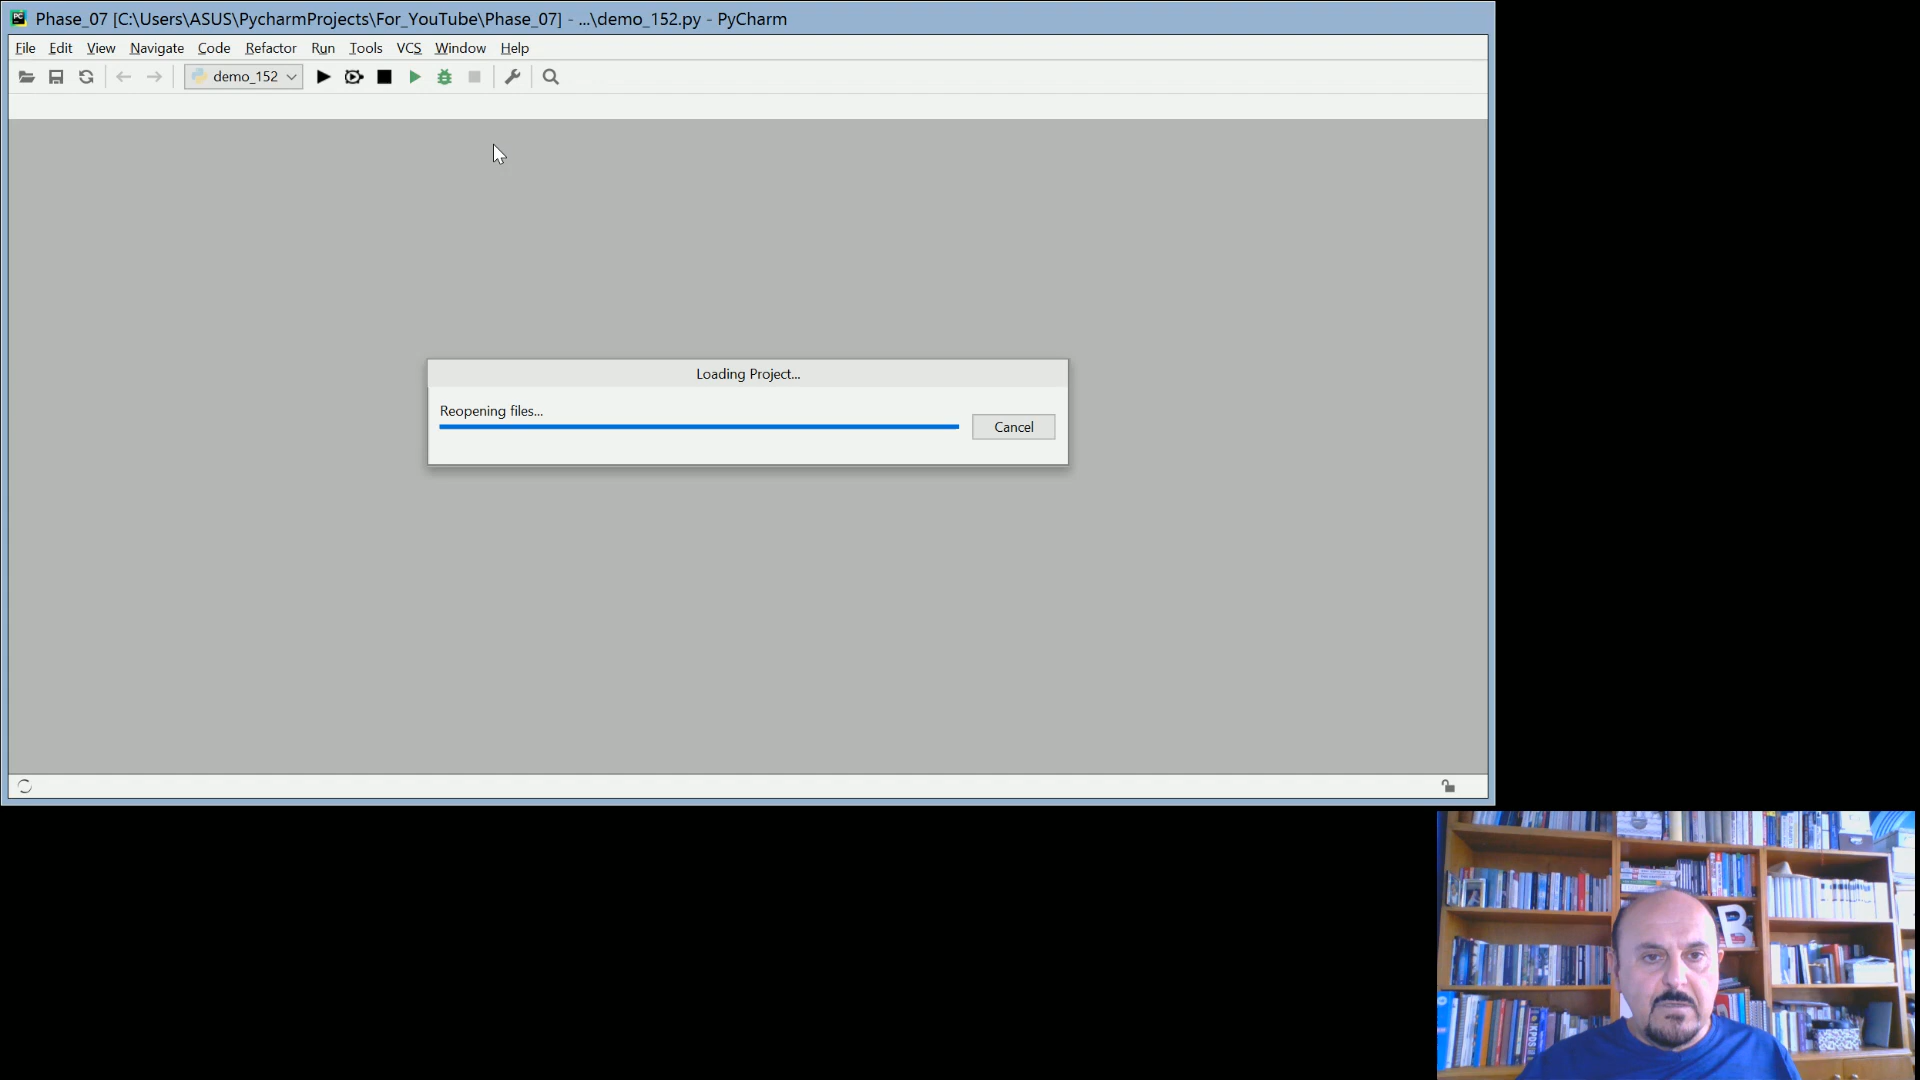 Phase_07 [C:\Users\ASUS\PycharmProjects\For_YouTube\Phase_07] - ...\demo_152.py - PyCharm
File Edit View Navigate Code Refactor Run Tools VCS Window Help
demo_152
Loading Project...
Reopening files...
Cancel
B